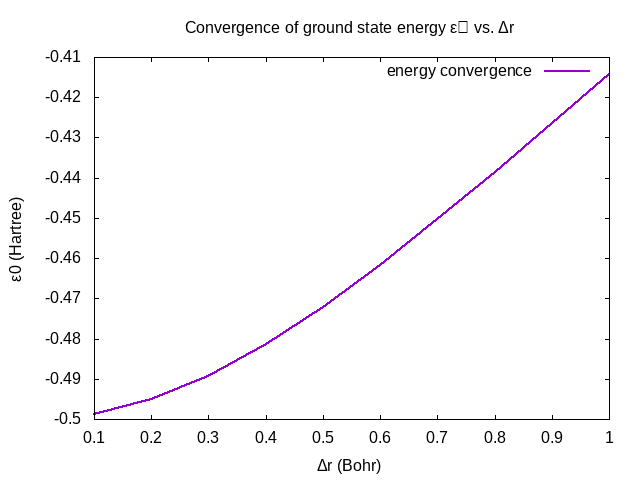 Convergence of ground state energy ε▯ vs. Δr
-0.41
energy convergence
-0.42
-0.43
-0.44
-0.45
-0.46
-0.47
-0.48
-0.49
-0.5
ε0 (Hartree)
0.1 0.2 0.3 0.4 0.5 0.6 0.7 0.8 0.9 1
Δr (Bohr)